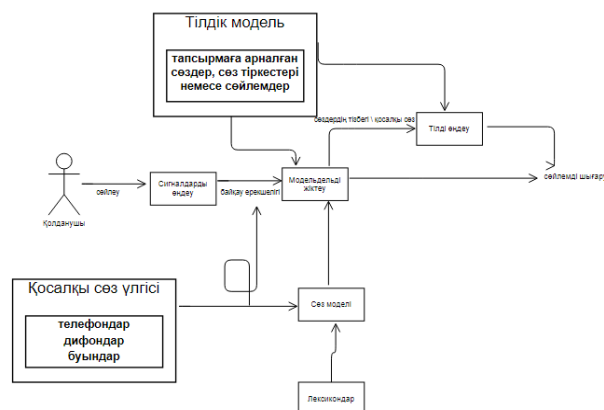 Тілдік модель
тапсырмаға арналған
сөздер, сөз тіркестері
немесе сөйлемдер
сөздердің тізбегі \ қосалқы сөз
Тілді өңдеу
сөйлеу
Сигналдарды
өңдеу
байқау ерекшелігі
Модельдельді
жіктеу
сөйлемді шығару
Қолданушы
Қосалқы сөз үлгісі
телефондар
дифондар
буындар
Сөз моделі
Лексикондар